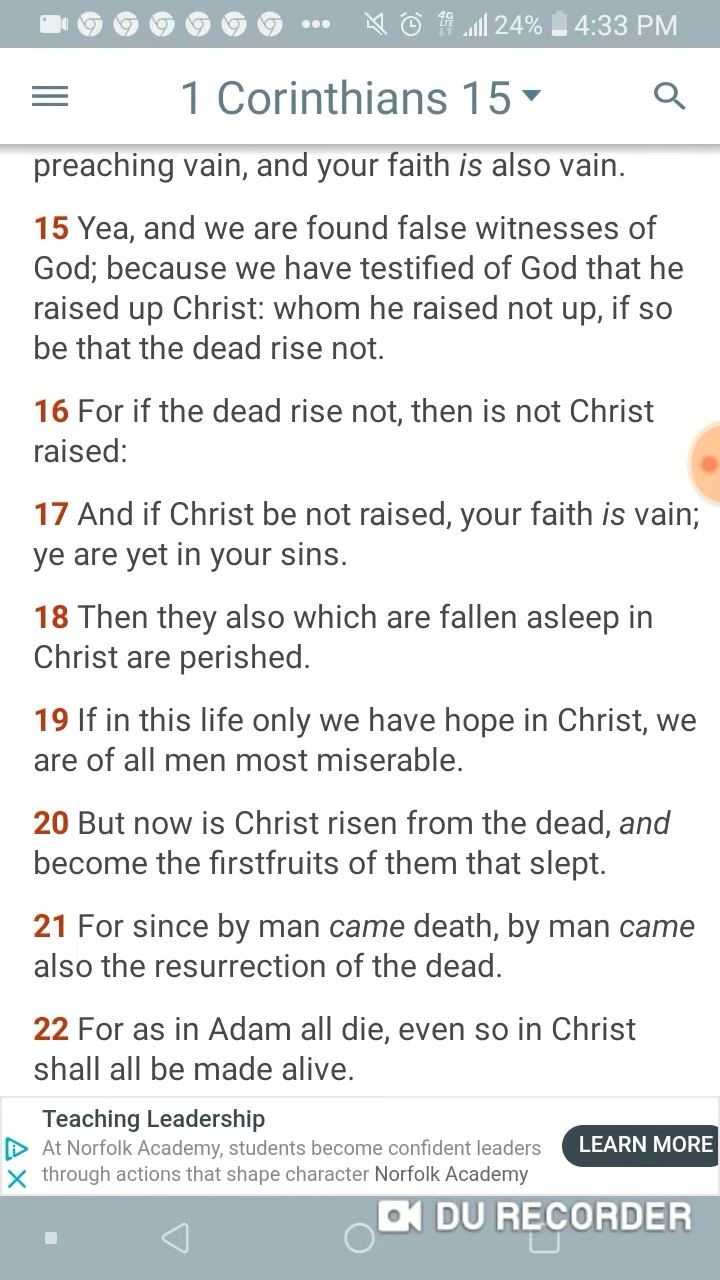 4G LTE 24% 4:33 PM
1 Corinthians 15
preaching vain, and your faith is also vain.
15 Yea, and we are found false witnesses of
God; because we have testified of God that he
raised up Christ: whom he raised not up, if so
be that the dead rise not.
16 For if the dead rise not, then is not Christ
raised:
17 And if Christ be not raised, your faith is vain;
ye are yet in your sins.
18 Then they also which are fallen asleep in
Christ are perished.
19 If in this life only we have hope in Christ, we
are of all men most miserable.
20 But now is Christ risen from the dead, and
become the firstfruits of them that slept.
21 For since by man came death, by man came
also the resurrection of the dead.
22 For as in Adam all die, even so in Christ
shall all be made alive.
Teaching Leadership
At Norfolk Academy, students become confident leaders
through actions that shape character Norfolk Academy
LEARN MORE
DU RECORDER